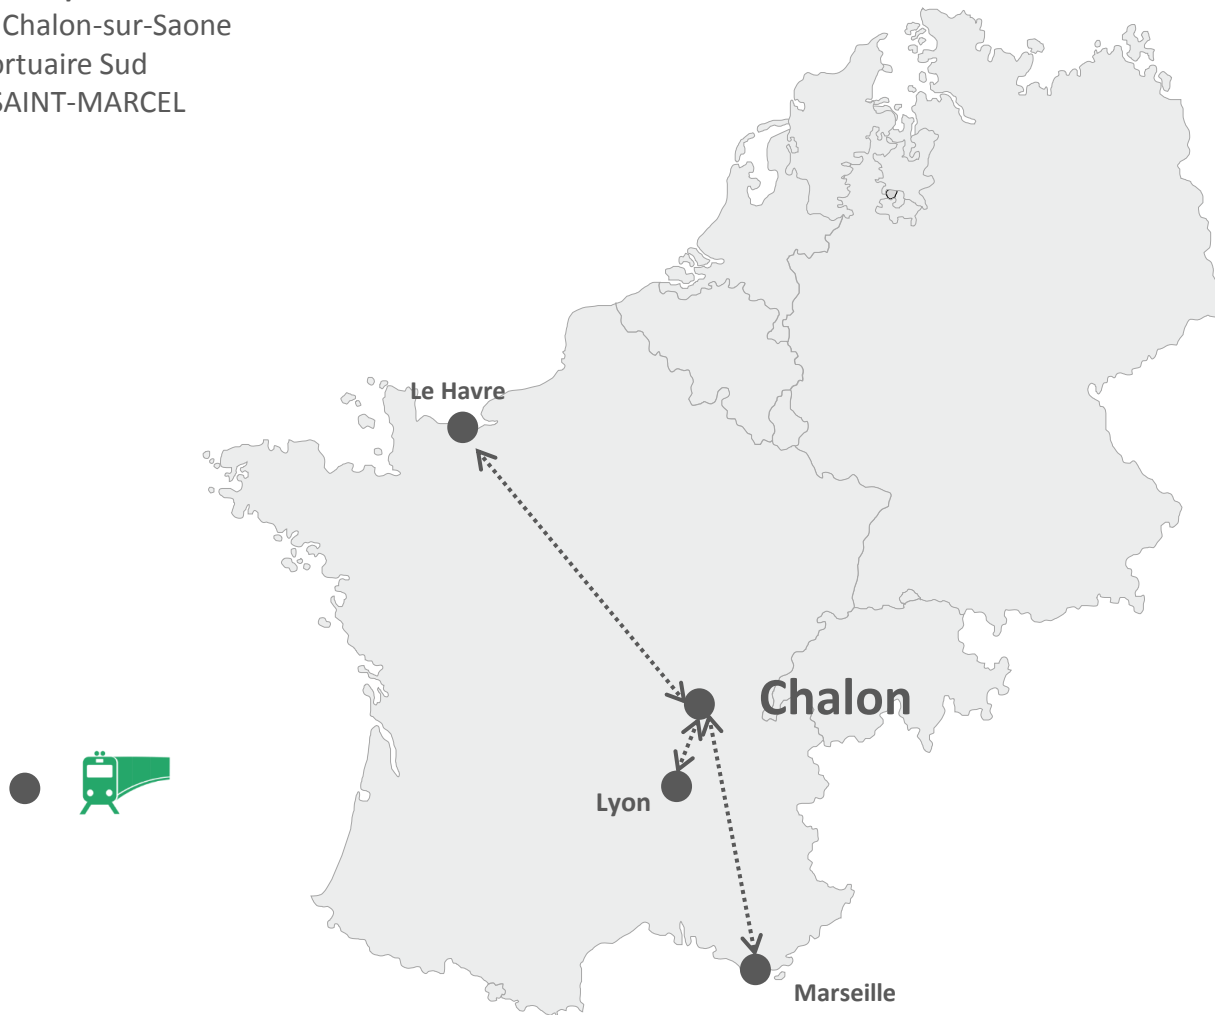 Chalon-sur-Saone
ortuaire Sud
SAINT-MARCEL
Le Havre
Chalon
Lyon
Marseille